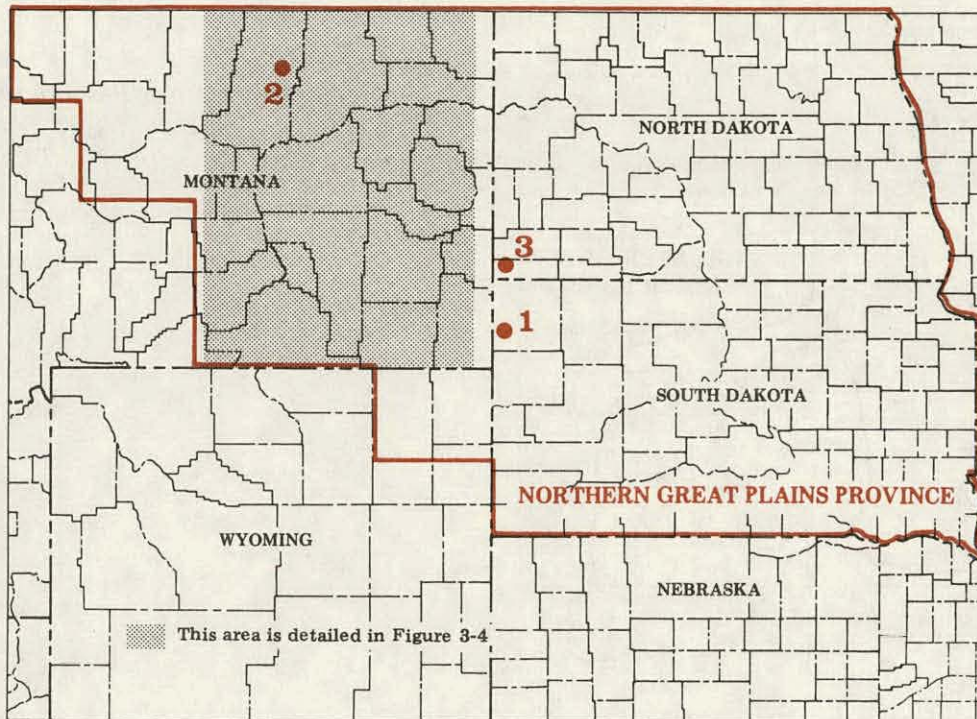 2
NORTH DAKOTA
MONTANA
3
1
SOUTH DAKOTA
NORTHERN GREAT PLAINS PROVINCE
WYOMING
NEBRASKA
This area is detailed in Figure 3-4